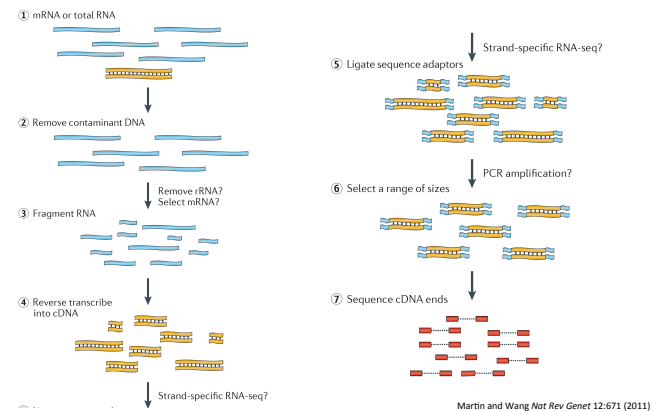 ① mRNA or total RNA
② Remove contaminant DNA
Remove rRNA?
Select mRNA?
③ Fragment RNA
④ Reverse transcribe
into cDNA
Strand-specific RNA-seq?
Strand-specific RNA-seq?
⑤ Ligate sequence adaptors
PCR amplification?
⑥ Select a range of sizes
⑦ Sequence cDNA ends
Martin and Wang Nat Rev Genet 12:671 (2011)